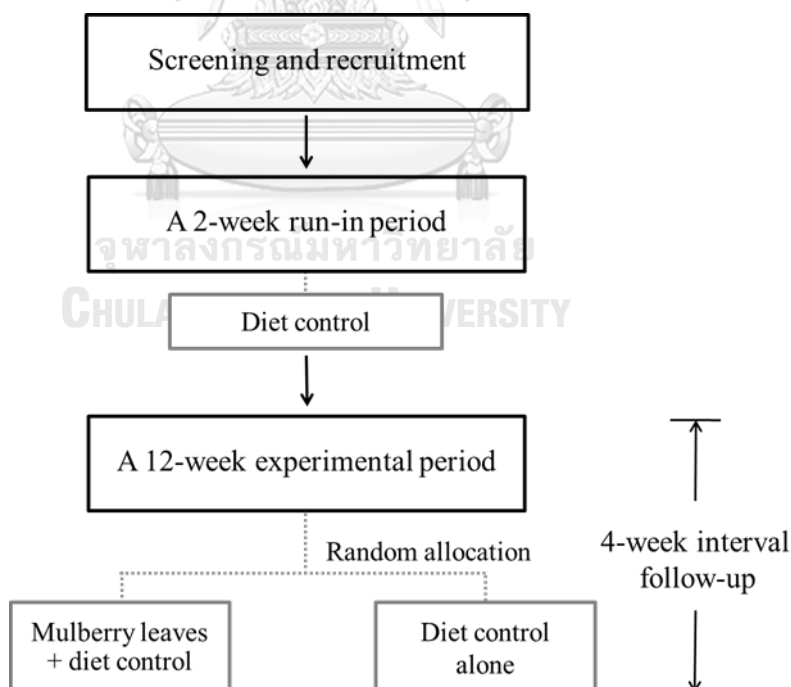 Screening and recruitment
A 2-week run-in period
จุฬาลงกรณ์มหาวิทยาลัย
Diet control
A 12-week experimental period
Random allocation
4-week interval
follow-up
Mulberry leaves
+ diet control
Diet control
alone